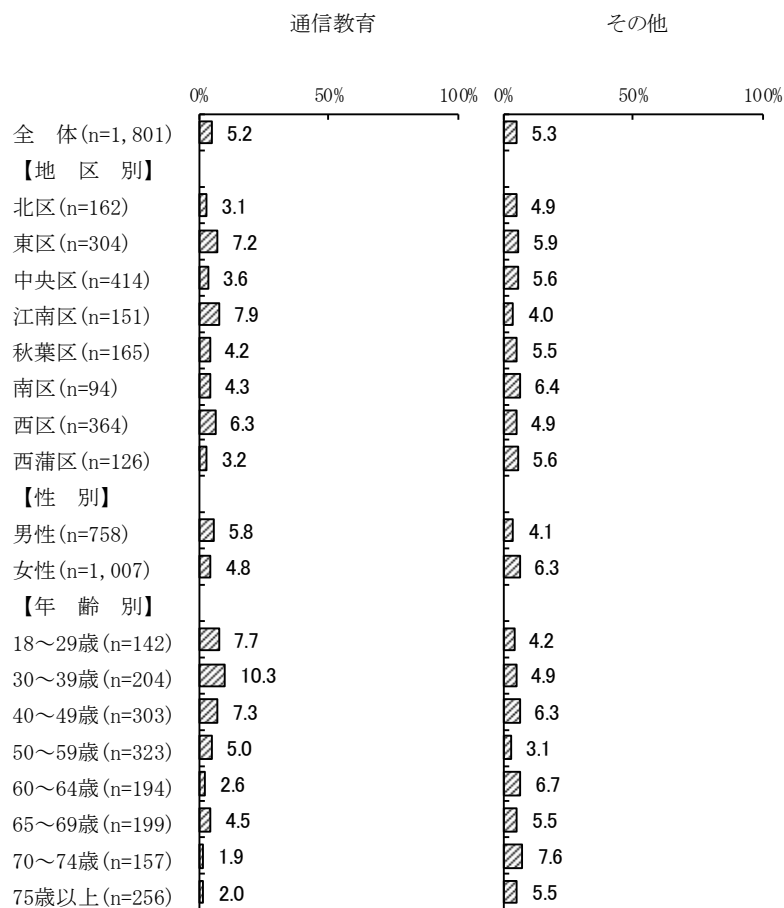 通信教育 その他
0% 50% 100% 0% 50% 100%
全　体(n=1,801) 5.2 5.3
【地　区　別】
北区(n=162) 3.1 4.9
東区(n=304) 7.2 5.9
中央区(n=414) 3.6 5.6
江南区(n=151) 7.9 4.0
秋葉区(n=165) 4.2 5.5
南区(n=94) 4.3 6.4
西区(n=364) 6.3 4.9
西蒲区(n=126) 3.2 5.6
【性　別】
男性(n=758) 5.8 4.1
女性(n=1,007) 4.8 6.3
【年　齢　別】
18～29歳(n=142) 7.7 4.2
30～39歳(n=204) 10.3 4.9
40～49歳(n=303) 7.3 6.3
50～59歳(n=323) 5.0 3.1
60～64歳(n=194) 2.6 6.7
65～69歳(n=199) 4.5 5.5
70～74歳(n=157) 1.9 7.6
75歳以上(n=256) 2.0 5.5